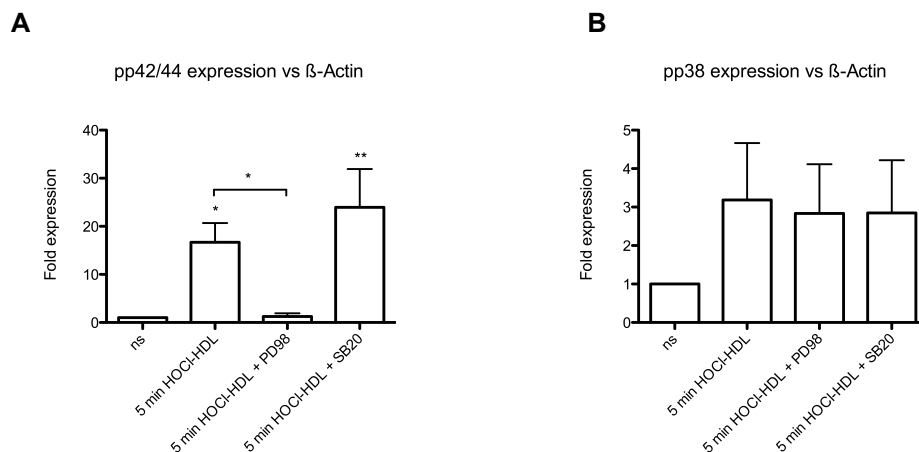 A
pp42/44 expression vs ß-Actin
Fold expression
40
30
20
10
0
*
*
**
ns
5 min HOCl-HDL
5 min HOCl-HDL + PD98
5 min HOCl-HDL + SB20
B
pp38 expression vs ß-Actin
Fold expression
5
4
3
2
1
0
ns
5 min HOCl-HDL
5 min HOCl-HDL + PD98
5 min HOCl-HDL + SB20